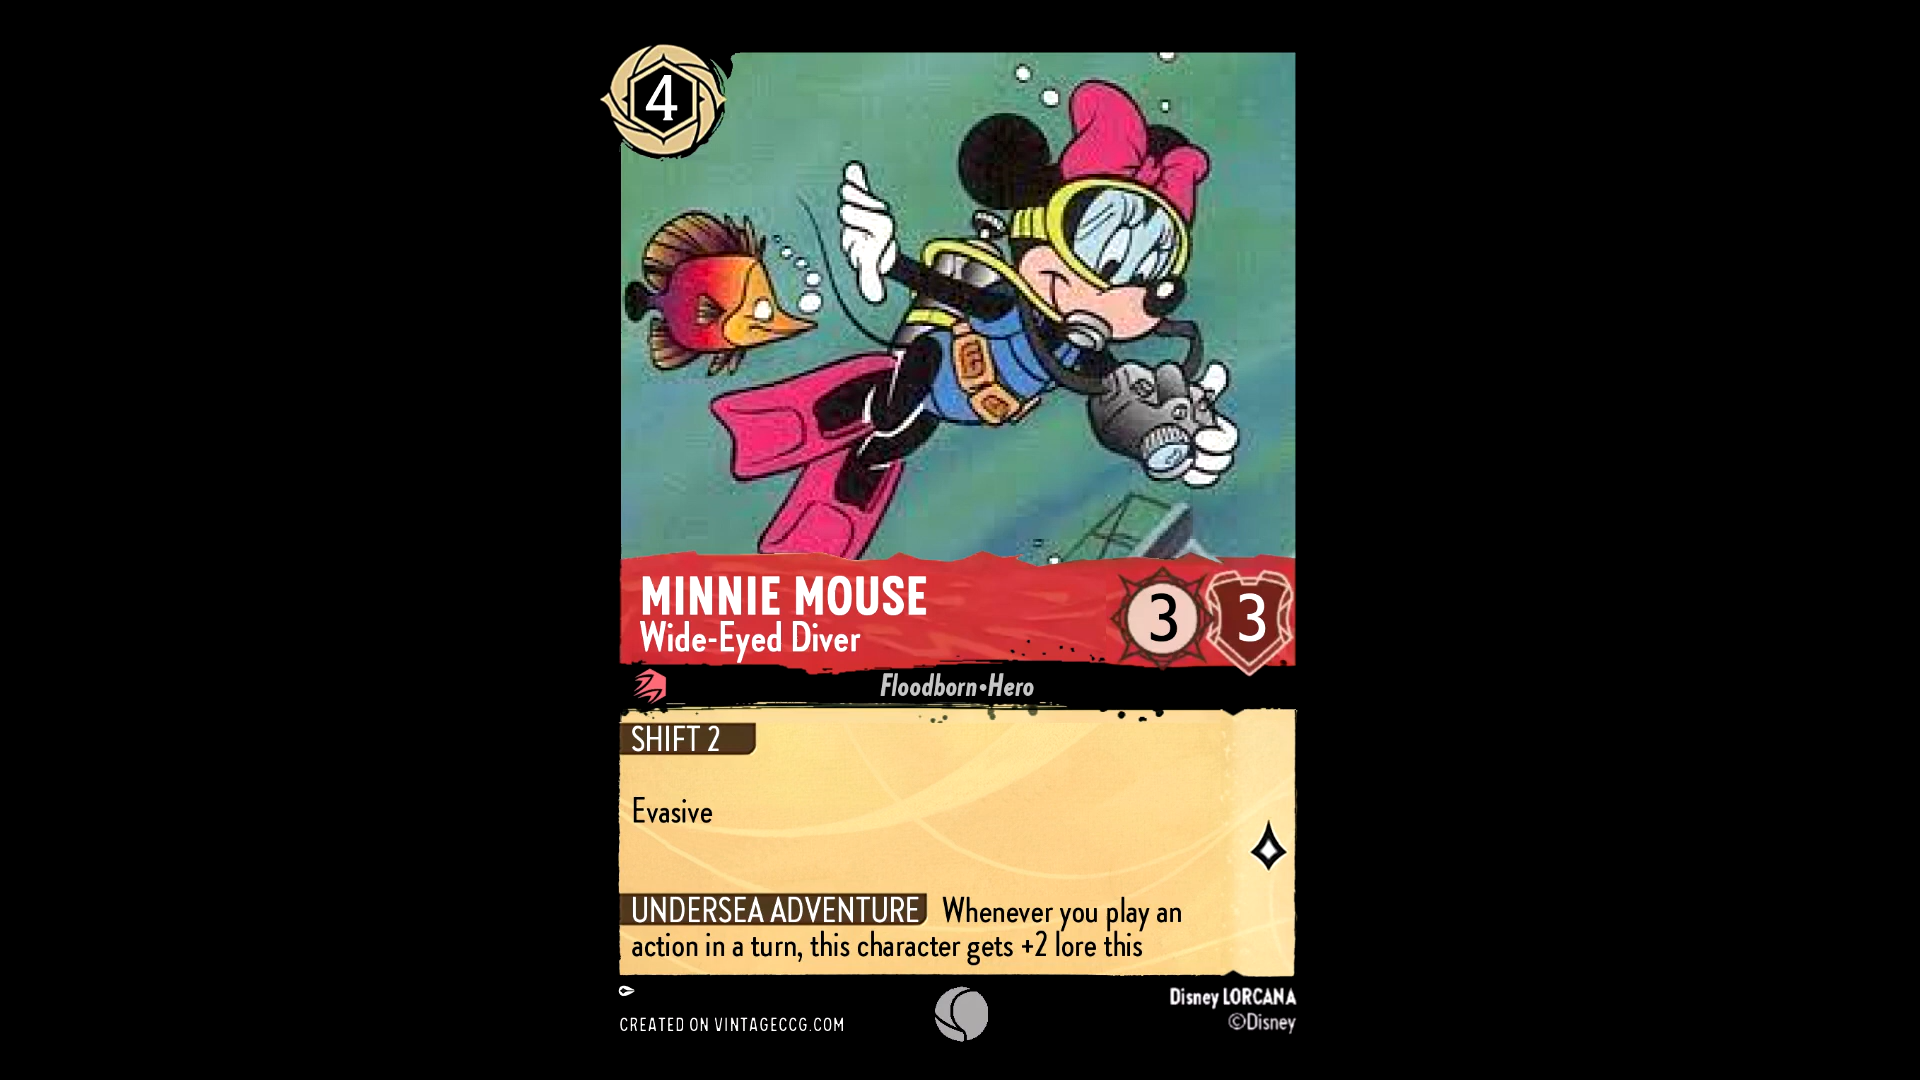 4
MINNIE MOUSE
Wide-Eyed Diver
3 3
Floodborn•Hero
SHIFT 2
Evasive
UNDERSEA ADVENTURE Whenever you play an
action in a turn, this character gets +2 lore this
Disney LORCANA
CREATED ON VINTAGECCG.COM
©Disney